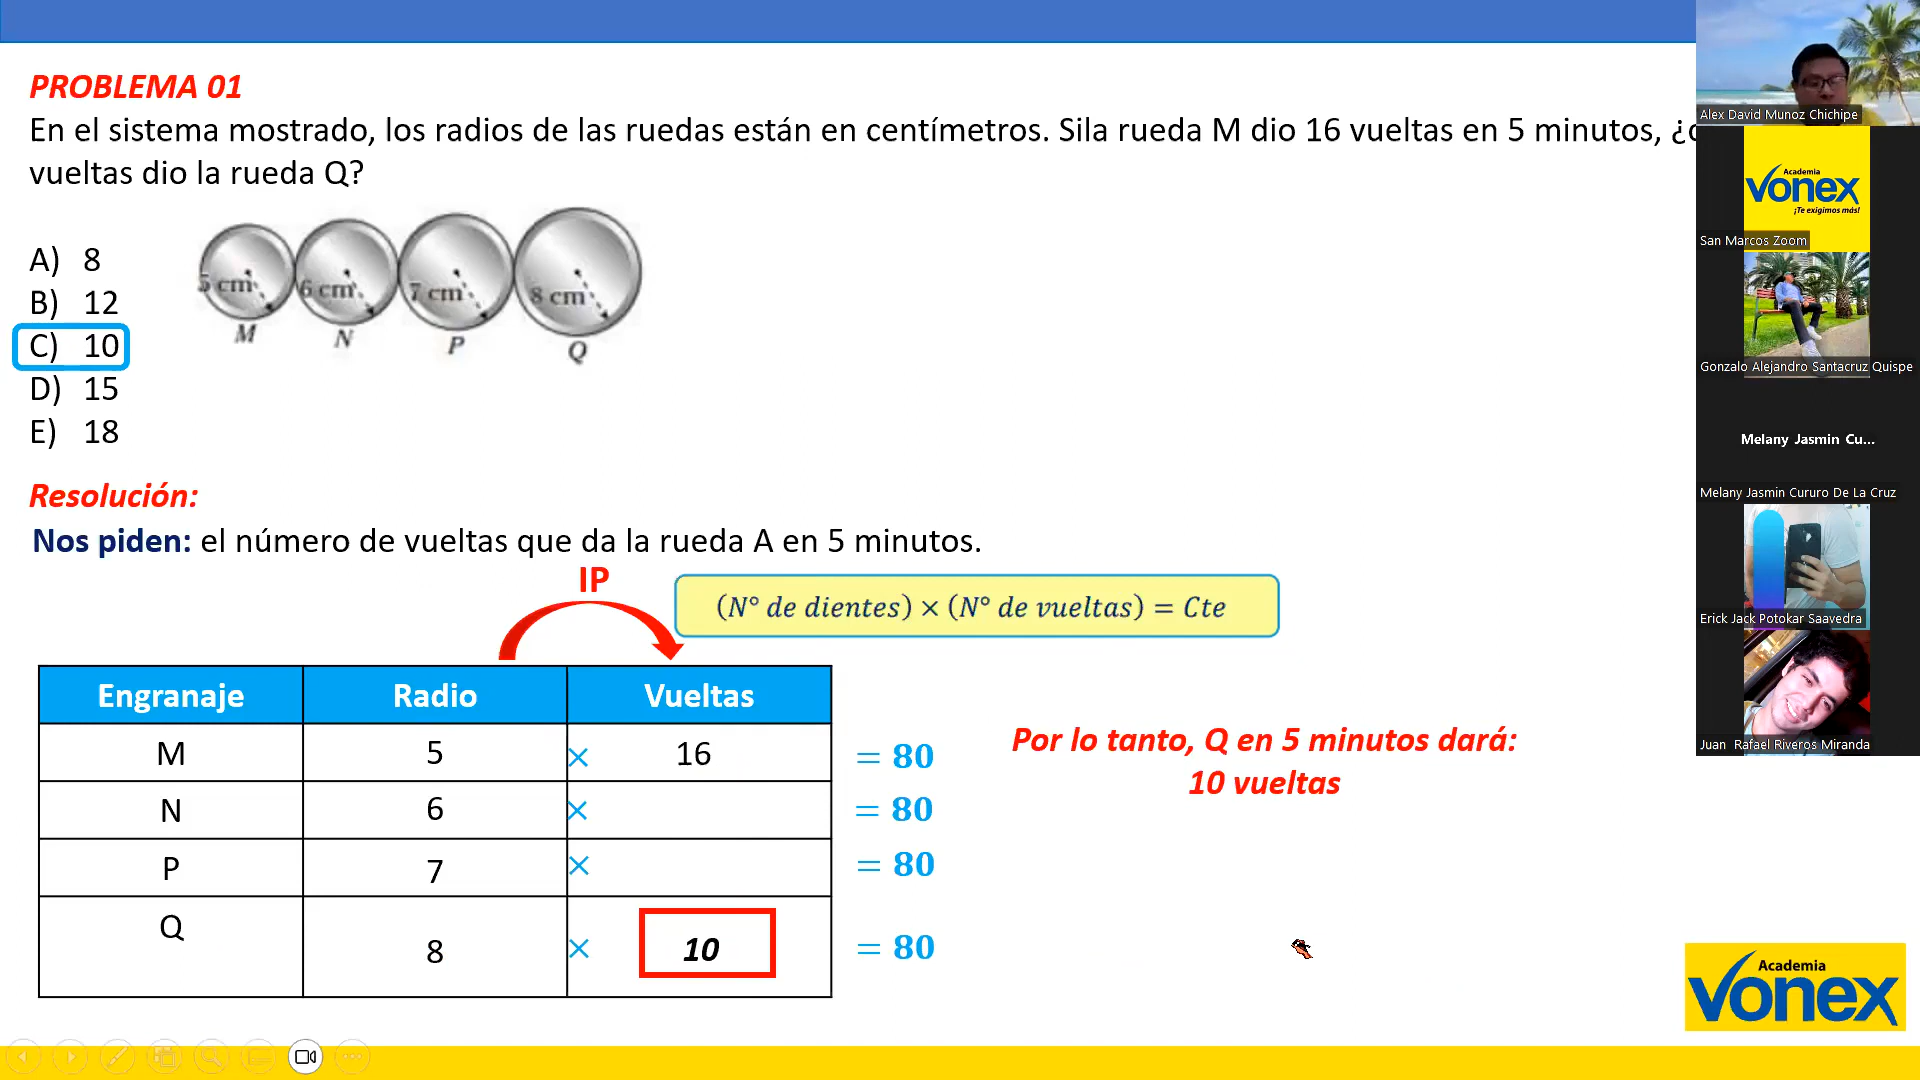 PROBLEMA 01
En el sistema mostrado, los radios de las ruedas están en centímetros. Sila rueda M dio 16 vueltas en 5 minutos,
vueltas dio la rueda Q?
A) 8
B) 12
C) 10
D) 15
E) 18
5 cm
6 cm
7 cm
8 cm
M
N
P
Q
Resolución:
Nos piden: el número de vueltas que da la rueda A en 5 minutos.
IP
(N° de dientes) × (N° de vueltas) = Cte
Engranaje Radio Vueltas
M 5 × 16 = 80
N 6 × = 80
P 7 × = 80
Q 8 × 10 = 80
Por lo tanto, Q en 5 minutos dará:
10 vueltas
Alex David Munoz Chichipe
Academia
vonex
¡Te exigimos más!
San Marcos Zoom
Gonzalo Alejandro Santacruz Quispe
Melany Jasmin Cu...
Melany Jasmin Cururo De La Cruz
Erick Jack Potokar Saavedra
Juan Rafael Riveros Miranda
Academia
vonex